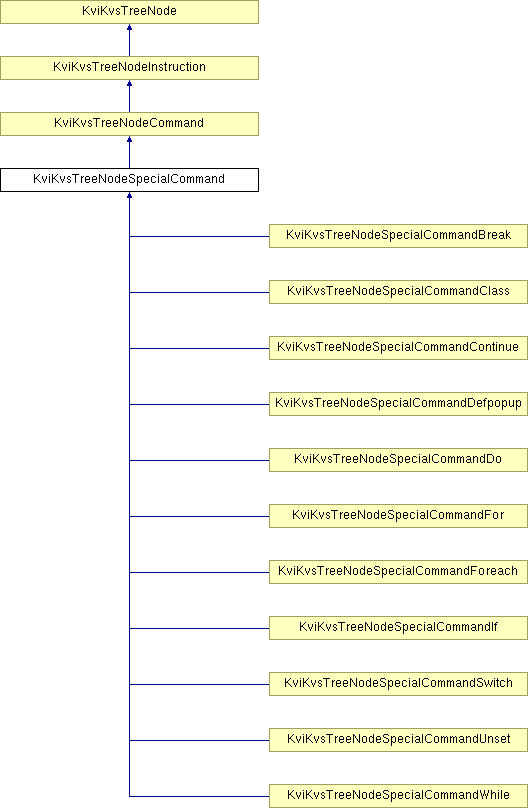 KviKvsTreeNode
KviKvsTreeNodeInstruction
KviKvsTreeNodeCommand
KviKvsTreeNodeSpecialCommand
KviKvsTreeNodeSpecialCommandBreak
KviKvsTreeNodeSpecialCommandClass
KviKvsTreeNodeSpecialCommandContinue
KviKvsTreeNodeSpecialCommandDefpopup
KviKvsTreeNodeSpecialCommandDo
KviKvsTreeNodeSpecialCommandFor
KviKvsTreeNodeSpecialCommandForeach
KviKvsTreeNodeSpecialCommandIf
KviKvsTreeNodeSpecialCommandSwitch
KviKvsTreeNodeSpecialCommandUnset
KviKvsTreeNodeSpecialCommandWhile